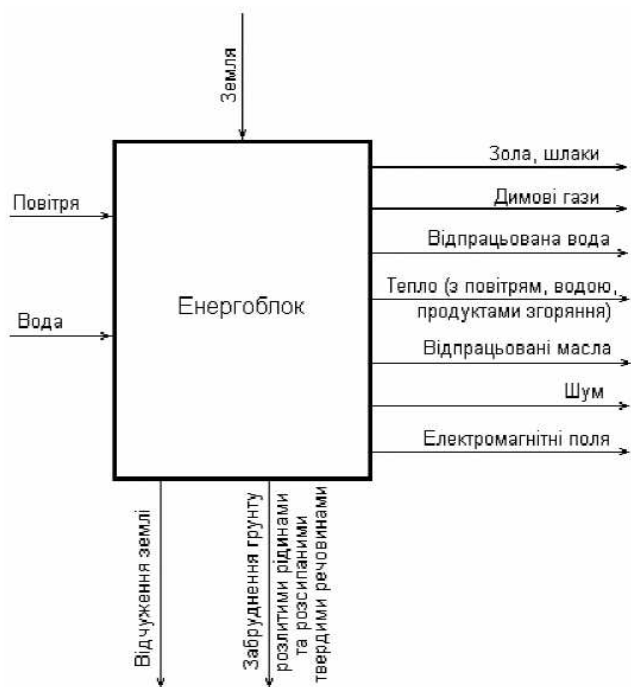 Земля
Повітря
Вода
Енергоблок
Зола, шлаки
Димові гази
Відпрацьована вода
Тепло (з повітрям, водою,
продуктами згоряння)
Відпрацьовані масла
Шум
Електромагнітні поля
Відчуження землі
Забруднення грунту
розлитими рідинами
та розсипаними
твердими речовинами